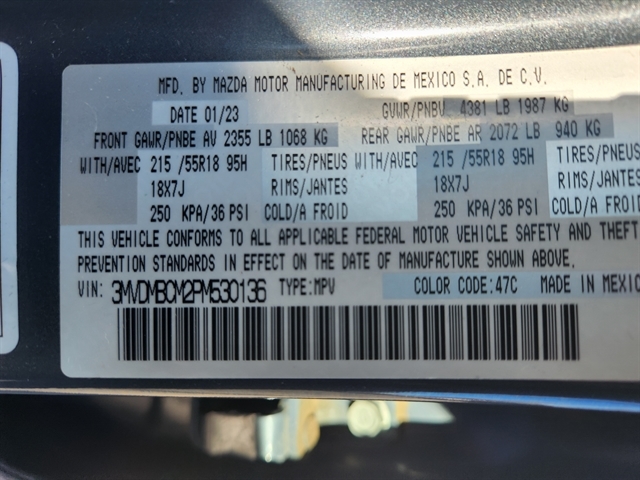 MFD. BY MAZDA MOTOR MANUFACTURING DE MEXICO S.A. DE C.V.
DATE 01/23 GVWR/PNBV 4381 LB 1987 KG
FRONT GAWR/PNBE AV 2355 LB 1068 KG REAR GAWR/PNBE AR 2072 LB 940 KG
WITH/AVEC 215 /55R18 95H TIRES/PNEUS WITH/AVEC 215 /55R18 95H TIRES/PNEUS
18X7J RIMS/JANTES 18X7J RIMS/JANTES
250 KPA/36 PSI COLD/A FROID 250 KPA/36 PSI COLD/A FROID
THIS VEHICLE CONFORMS TO ALL APPLICABLE FEDERAL MOTOR VEHICLE SAFETY AND THEFT
PREVENTION STANDARDS IN EFFECT ON THE DATE OF MANUFACTURE SHOWN ABOVE.
VIN: 3MVDMBCM2PM530136 TYPE:MPV COLOR CODE:47C MADE IN MEXICO